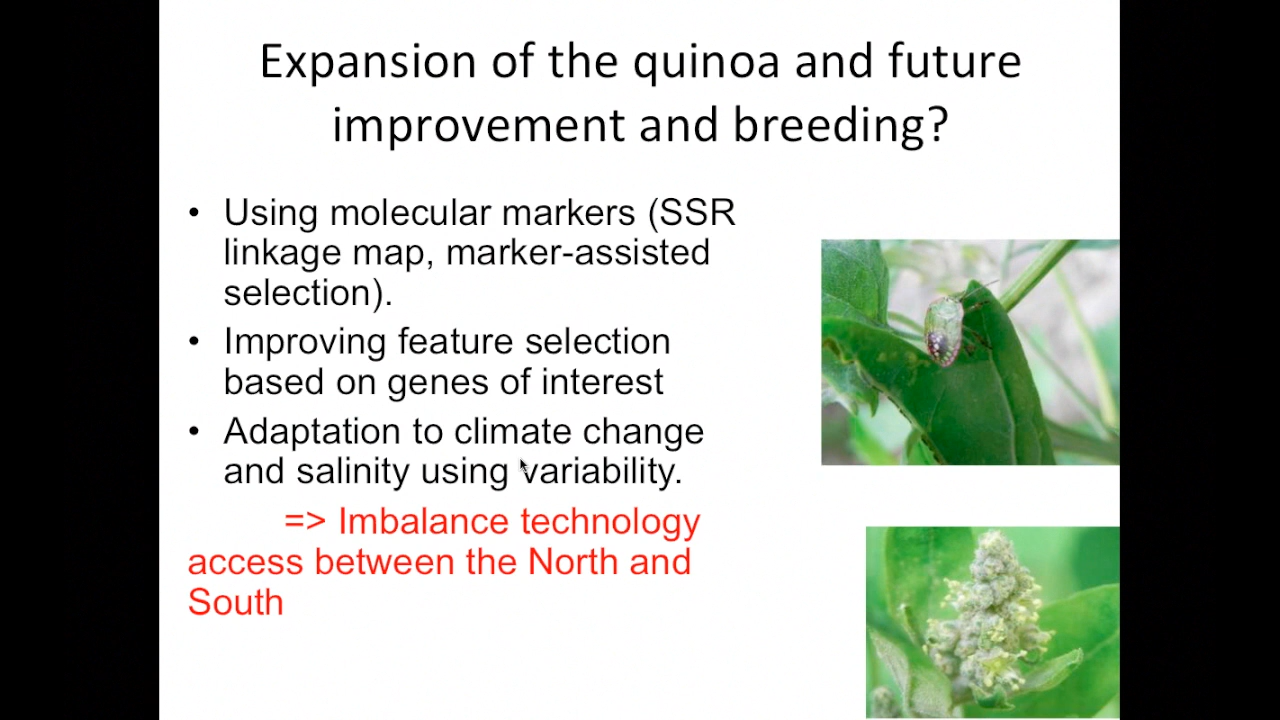 Expansion of the quinoa and future
improvement and breeding?
• Using molecular markers (SSR
linkage map, marker-assisted
selection).
• Improving feature selection
based on genes of interest
• Adaptation to climate change
and salinity using variability.
=> Imbalance technology
access between the North and
South